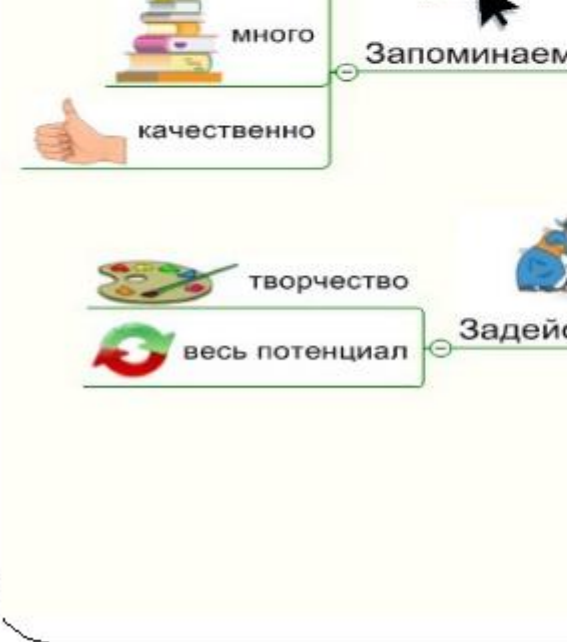 много
Запоминаем
качественно
творчество
весь потенциал